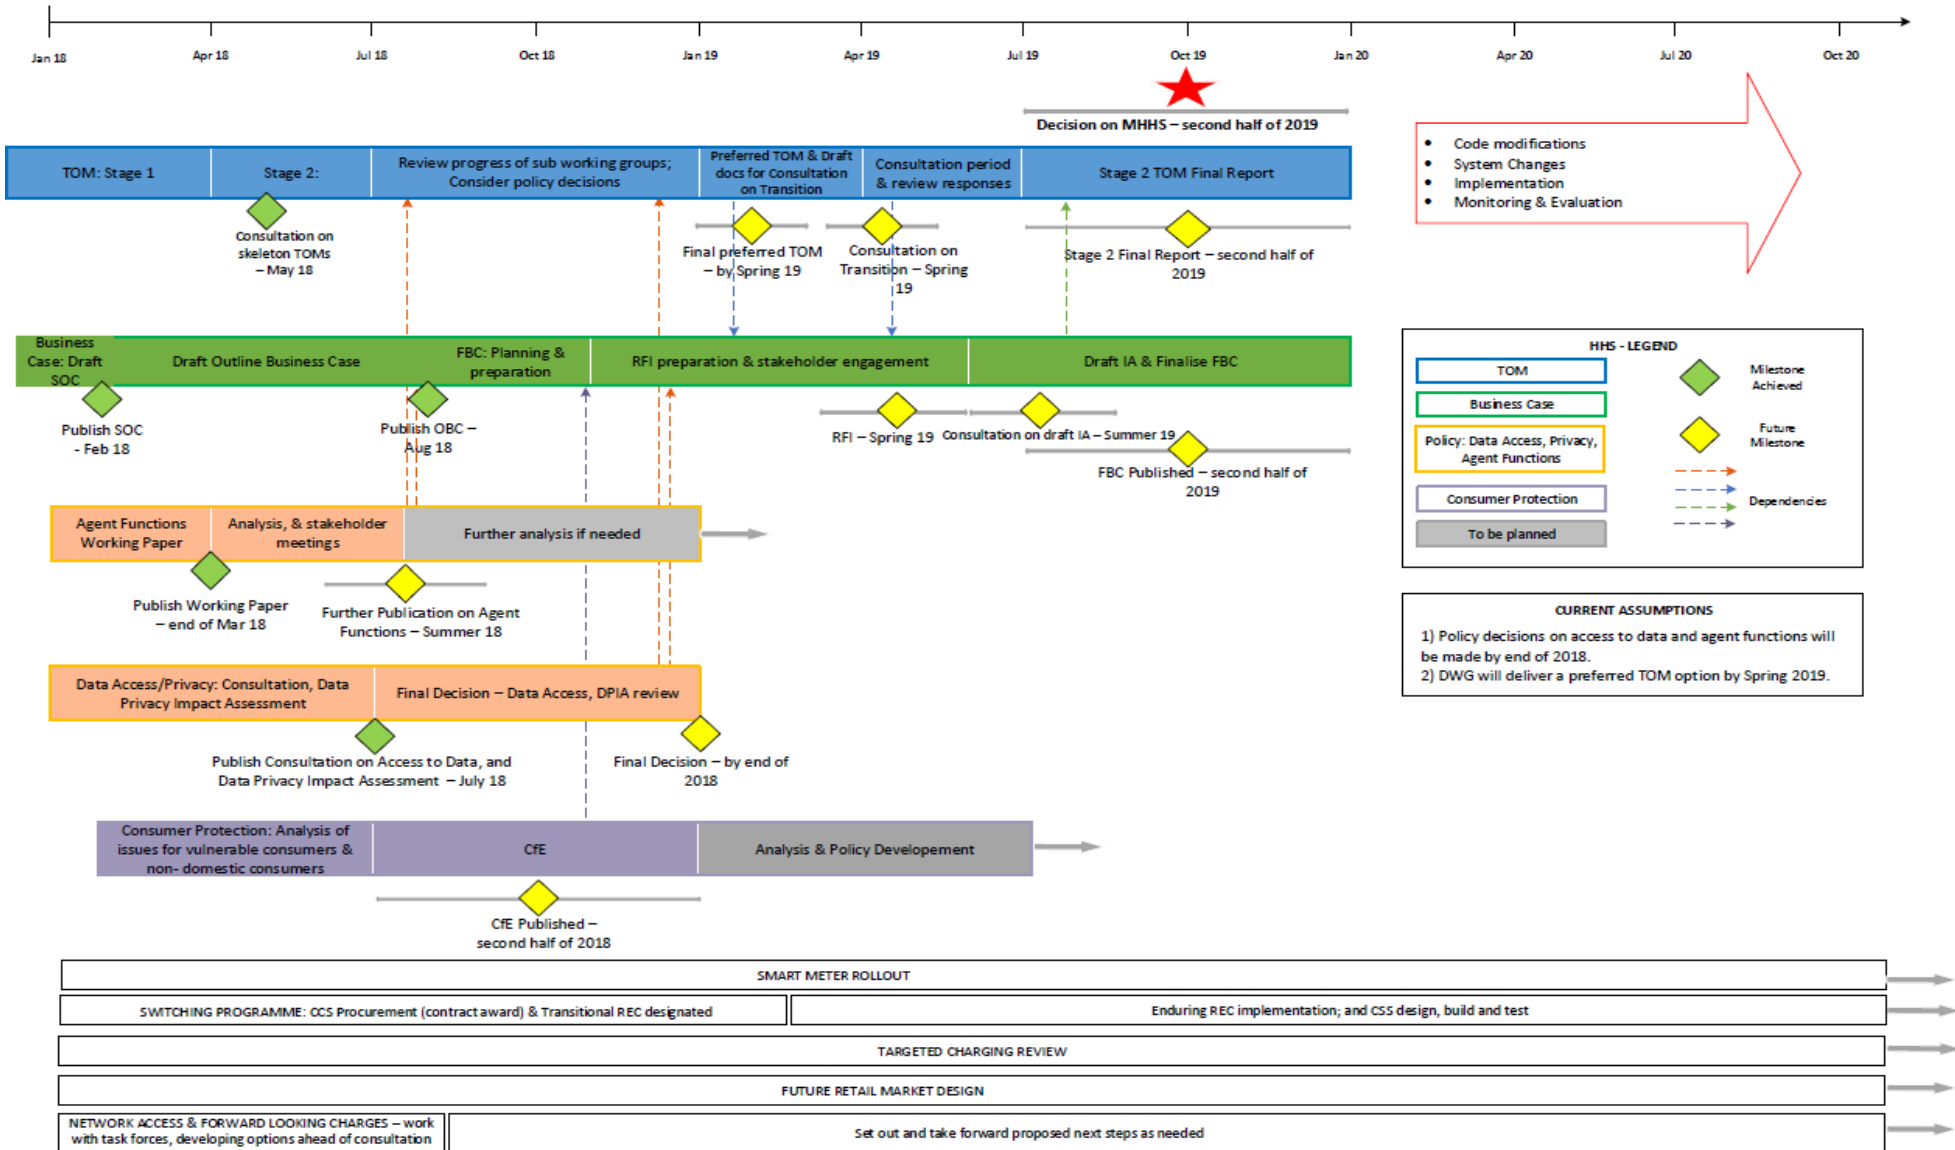 Jan 18
Apr 18
Jul 18
Oct 18
Jan 19
Apr 19
Jul 19
Oct 19
Jan 20
Apr 20
Jul 20
Oct 20
Decision on MHHS – second half of 2019
TOM: Stage 1
Stage 2:
Review progress of sub working groups;
Consider policy decisions
Preferred TOM & Draft
docs for Consultation
on Transition
Consultation period
& review responses
Stage 2 TOM Final Report
• Code modifications
• System Changes
• Implementation
• Monitoring & Evaluation
Consultation on
skeleton TOMs
– May 18
Final preferred TOM
– by Spring 19
Consultation on
Transition – Spring
19
Stage 2 Final Report – second half of
2019
Business
Case: Draft
SOC
Draft Outline Business Case
FBC: Planning &
preparation
RFI preparation & stakeholder engagement
Draft IA & Finalise FBC
Publish SOC
- Feb 18
Publish OBC –
Aug 18
RFI – Spring 19
Consultation on draft IA – Summer 19
FBC Published – second half of
2019
HHS - LEGEND
TOM
Business Case
Policy: Data Access, Privacy,
Agent Functions
Consumer Protection
To be planned
Milestone
Achieved
Future
Milestone
Dependencies
Agent Functions
Working Paper
Analysis, & stakeholder
meetings
Further analysis if needed
Publish Working Paper
– end of Mar 18
Further Publication on Agent
Functions – Summer 18
CURRENT ASSUMPTIONS
1) Policy decisions on access to data and agent functions will
be made by end of 2018.
2) DWG will deliver a preferred TOM option by Spring 2019.
Data Access/Privacy: Consultation, Data
Privacy Impact Assessment
Final Decision – Data Access, DPIA review
Publish Consultation on Access to Data, and
Data Privacy Impact Assessment – July 18
Final Decision – by end of
2018
Consumer Protection: Analysis of
issues for vulnerable consumers &
non- domestic consumers
CfE
Analysis & Policy Developement
CfE Published –
second half of 2018
SMART METER ROLLOUT
SWITCHING PROGRAMME: CCS Procurement (contract award) & Transitional REC designated
Enduring REC implementation; and CSS design, build and test
TARGETED CHARGING REVIEW
FUTURE RETAIL MARKET DESIGN
NETWORK ACCESS & FORWARD LOOKING CHARGES – work
with task forces, developing options ahead of consultation
Set out and take forward proposed next steps as needed